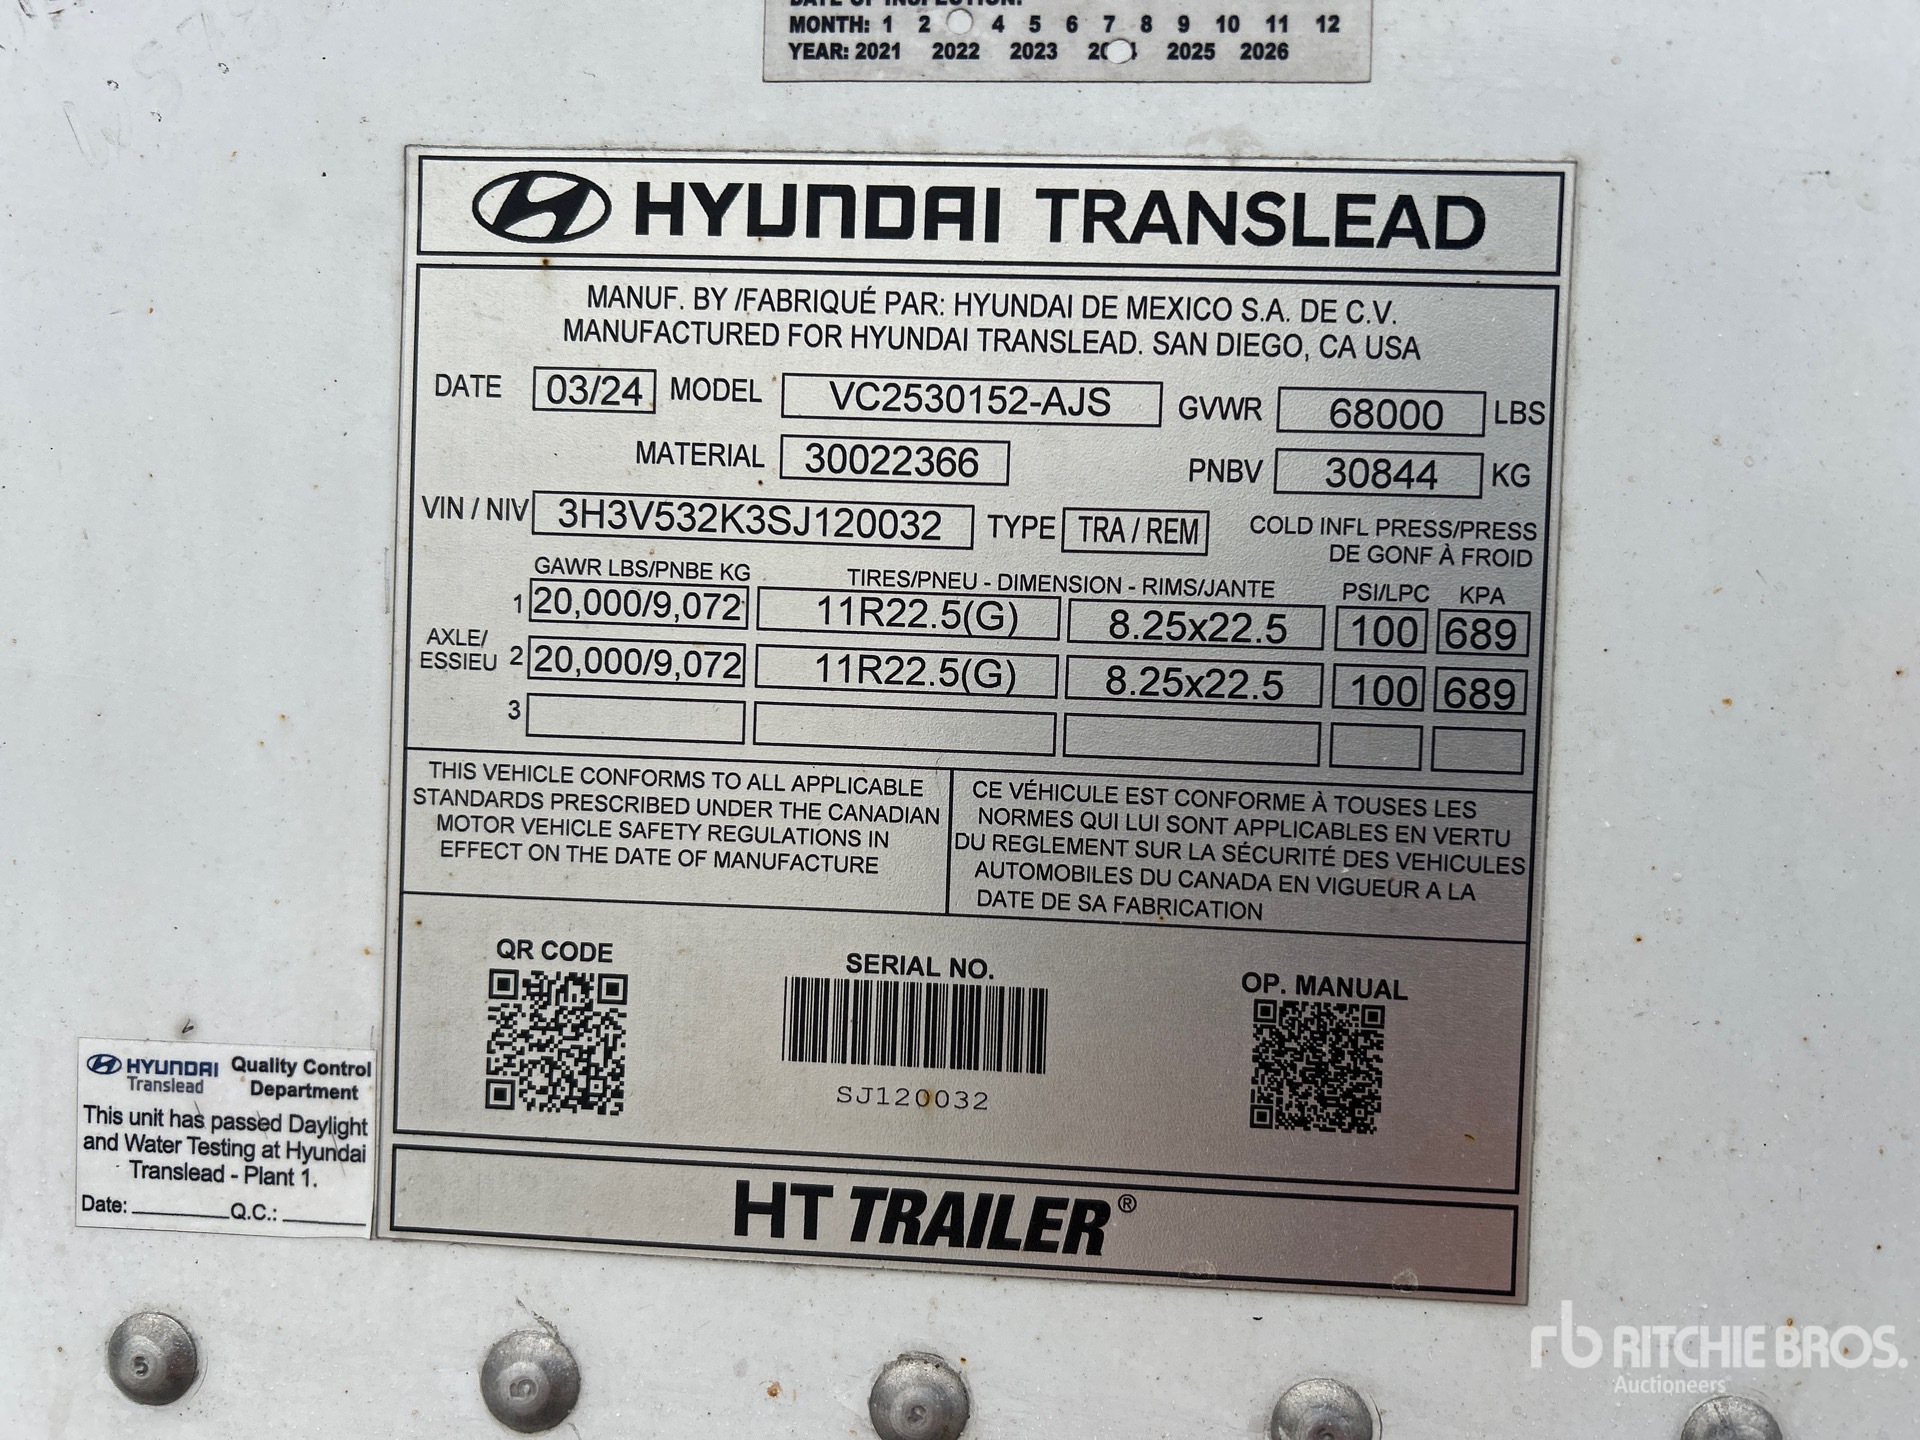 DATE OF INSPECTION:
MONTH: 1 2 4 5 6 7 8 9 10 11 12
YEAR: 2021 2022 2023 2025 2026
HYUNDAI TRANSLEAD
MANUF. BY /FABRIQUÉ PAR: HYUNDAI DE MEXICO S.A. DE C.V.
MANUFACTURED FOR HYUNDAI TRANSLEAD. SAN DIEGO, CA USA
DATE 03/24 MODEL VC2530152-AJS GVWR 68000 LBS
MATERIAL 30022366 PNBV 30844 KG
VIN / NIV 3H3V532K3SJ120032 TYPE TRA / REM COLD INFL PRESS/PRESS
DE GONF À FROID
GAWR LBS/PNBE KG TIRES/PNEU - DIMENSION - RIMS/JANTE PSI/LPC KPA
1 20,000/9,072 11R22.5(G) 8.25x22.5 100 689
AXLE/
ESSIEU 2 20,000/9,072 11R22.5(G) 8.25x22.5 100 689
3
THIS VEHICLE CONFORMS TO ALL APPLICABLE
STANDARDS PRESCRIBED UNDER THE CANADIAN
MOTOR VEHICLE SAFETY REGULATIONS IN
EFFECT ON THE DATE OF MANUFACTURE
CE VÉHICULE EST CONFORME À TOUSES LES
NORMES QUI LUI SONT APPLICABLES EN VERTU
DU REGLEMENT SUR LA SÉCURITÉ DES VEHICULES
AUTOMOBILES DU CANADA EN VIGUEUR A LA
DATE DE SA FABRICATION
QR CODE
SERIAL NO.
SJ120032
OP. MANUAL
HT TRAILER®
HYUNDAI Translead Quality Control
Department
This unit has passed Daylight
and Water Testing at Hyundai
Translead - Plant 1.
Date: Q.C.:
rb RITCHIE BROS.
Auctioneers